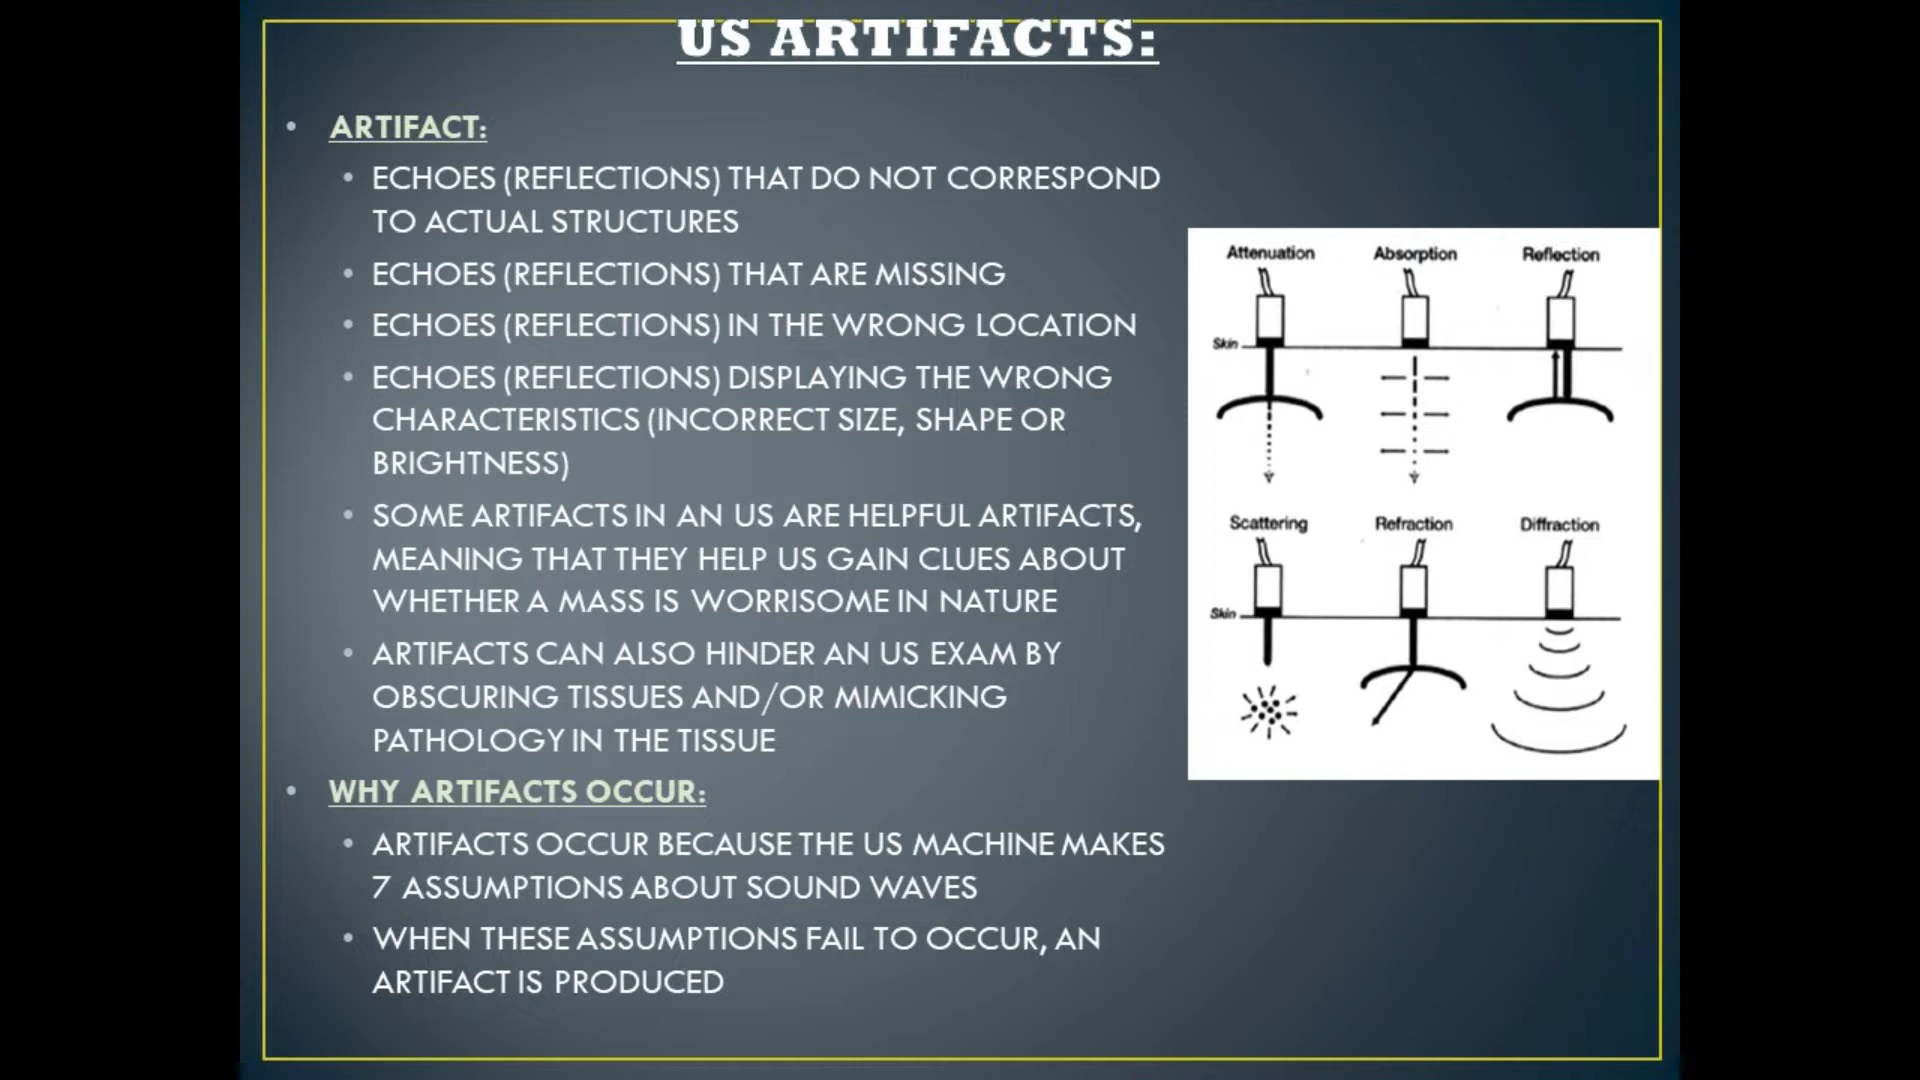 US ARTIFACTS:
• ARTIFACT:
• ECHOES (REFLECTIONS) THAT DO NOT CORRESPOND
TO ACTUAL STRUCTURES
• ECHOES (REFLECTIONS) THAT ARE MISSING
• ECHOES (REFLECTIONS) IN THE WRONG LOCATION
• ECHOES (REFLECTIONS) DISPLAYING THE WRONG
CHARACTERISTICS (INCORRECT SIZE, SHAPE OR
BRIGHTNESS)
• SOME ARTIFACTS IN AN US ARE HELPFUL ARTIFACTS,
MEANING THAT THEY HELP US GAIN CLUES ABOUT
WHETHER A MASS IS WORRISOME IN NATURE
• ARTIFACTS CAN ALSO HINDER AN US EXAM BY
OBSCURING TISSUES AND/OR MIMICKING
PATHOLOGY IN THE TISSUE
• WHY ARTIFACTS OCCUR:
• ARTIFACTS OCCUR BECAUSE THE US MACHINE MAKES
7 ASSUMPTIONS ABOUT SOUND WAVES
• WHEN THESE ASSUMPTIONS FAIL TO OCCUR, AN
ARTIFACT IS PRODUCED
Attenuation Absorption Reflection
Skin
Scattering Refraction Diffraction
Skin